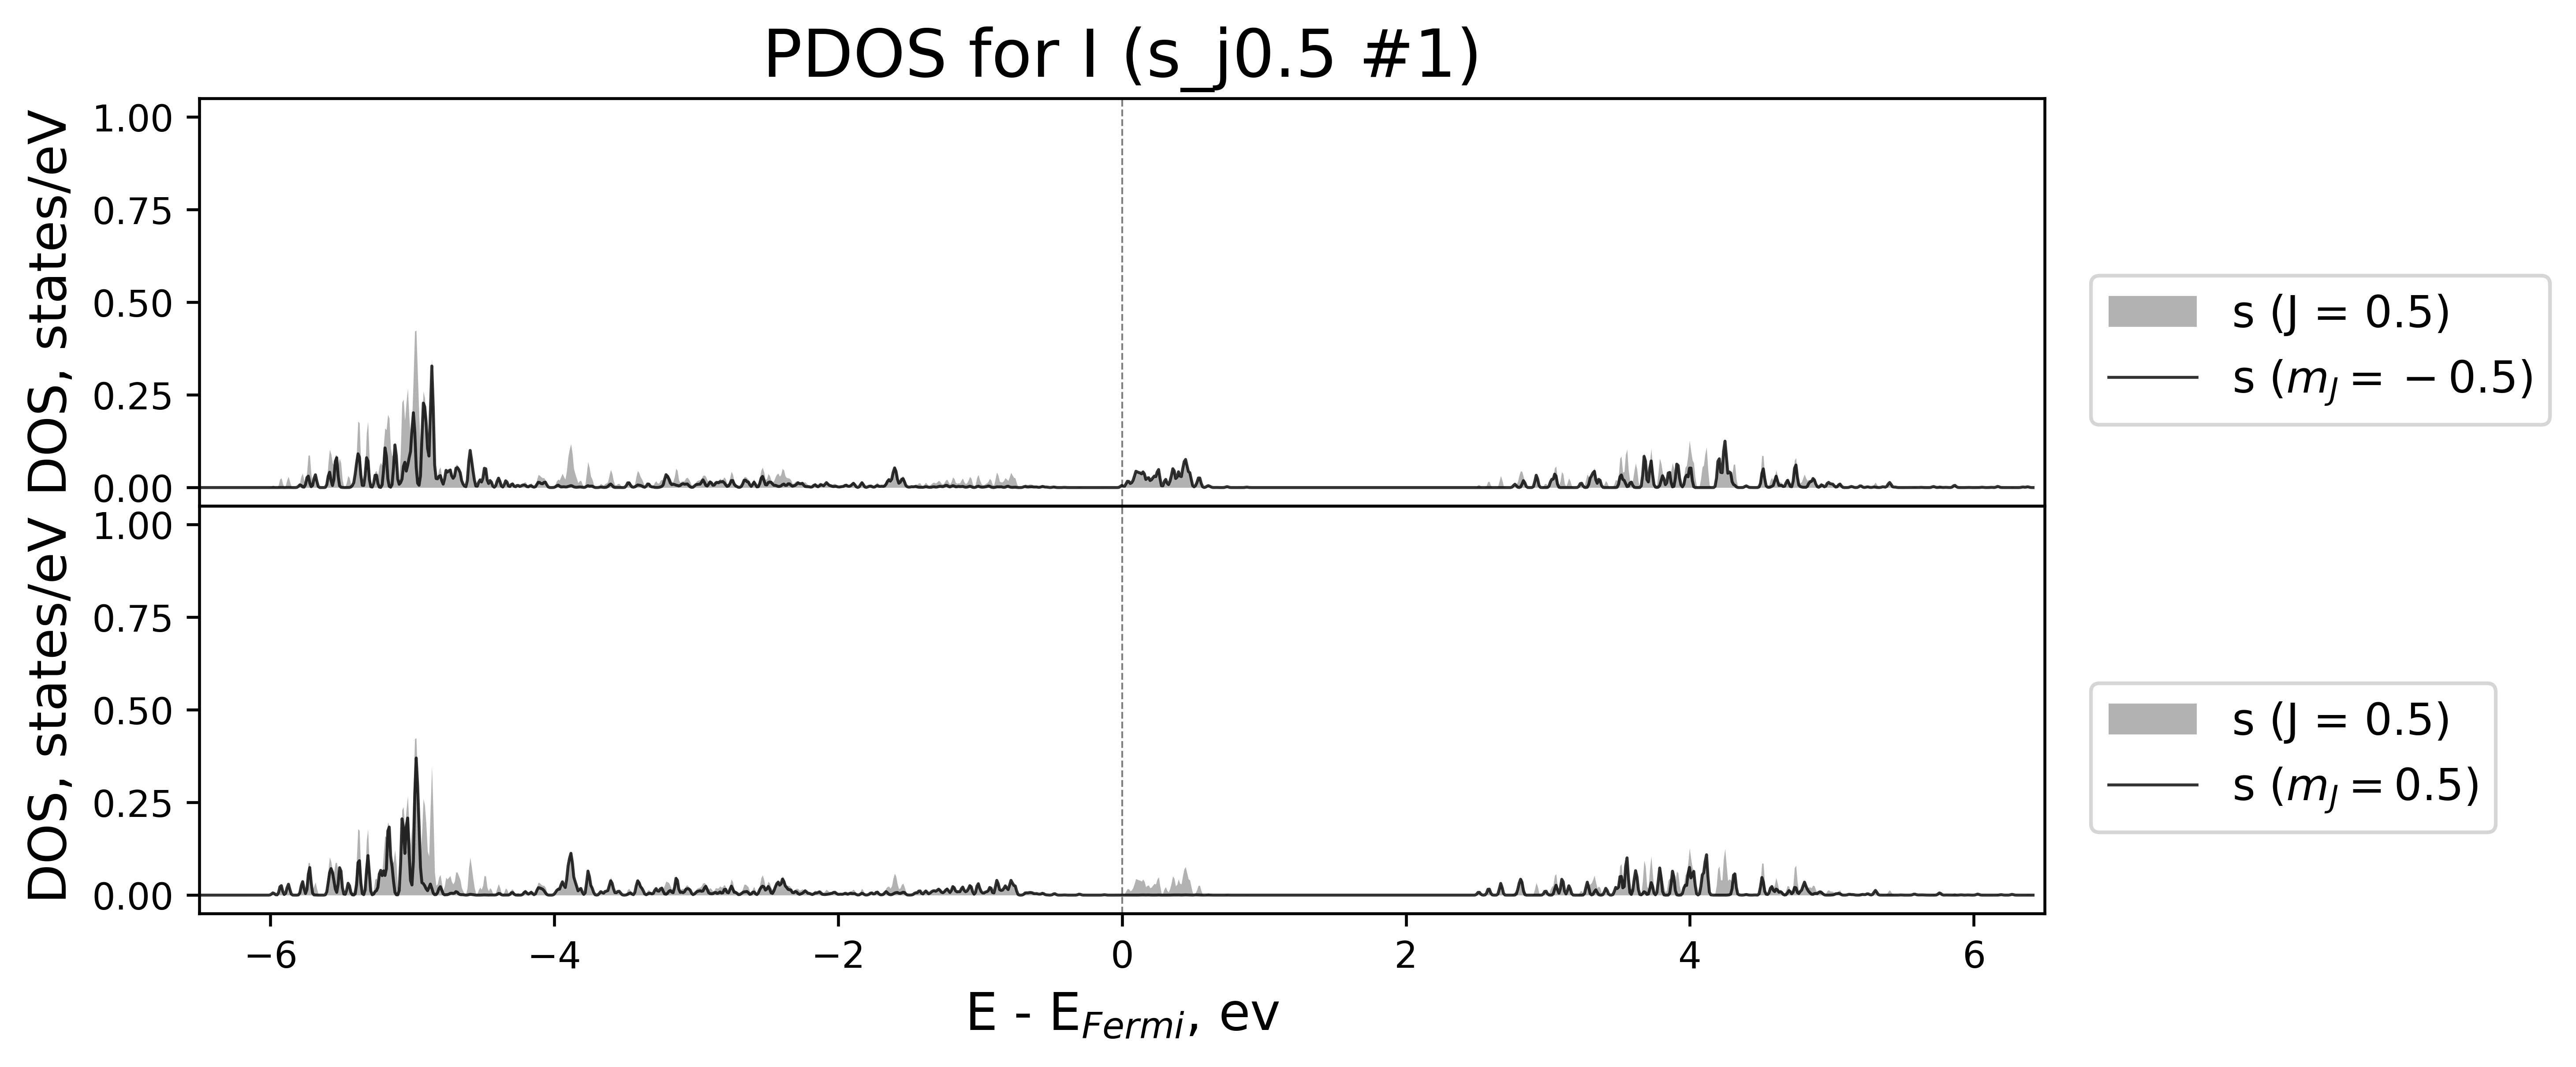 PDOS for I (s_j0.5 #1)
DOS, states/eV
1.00
0.75
0.50
0.25
0.00
s (J = 0.5)
s (m_J = − 0.5)
DOS, states/eV
1.00
0.75
0.50
0.25
0.00
s (J = 0.5)
s (m_J = 0.5)
−6 −4 −2 0 2 4 6
E - E_Fermi, ev